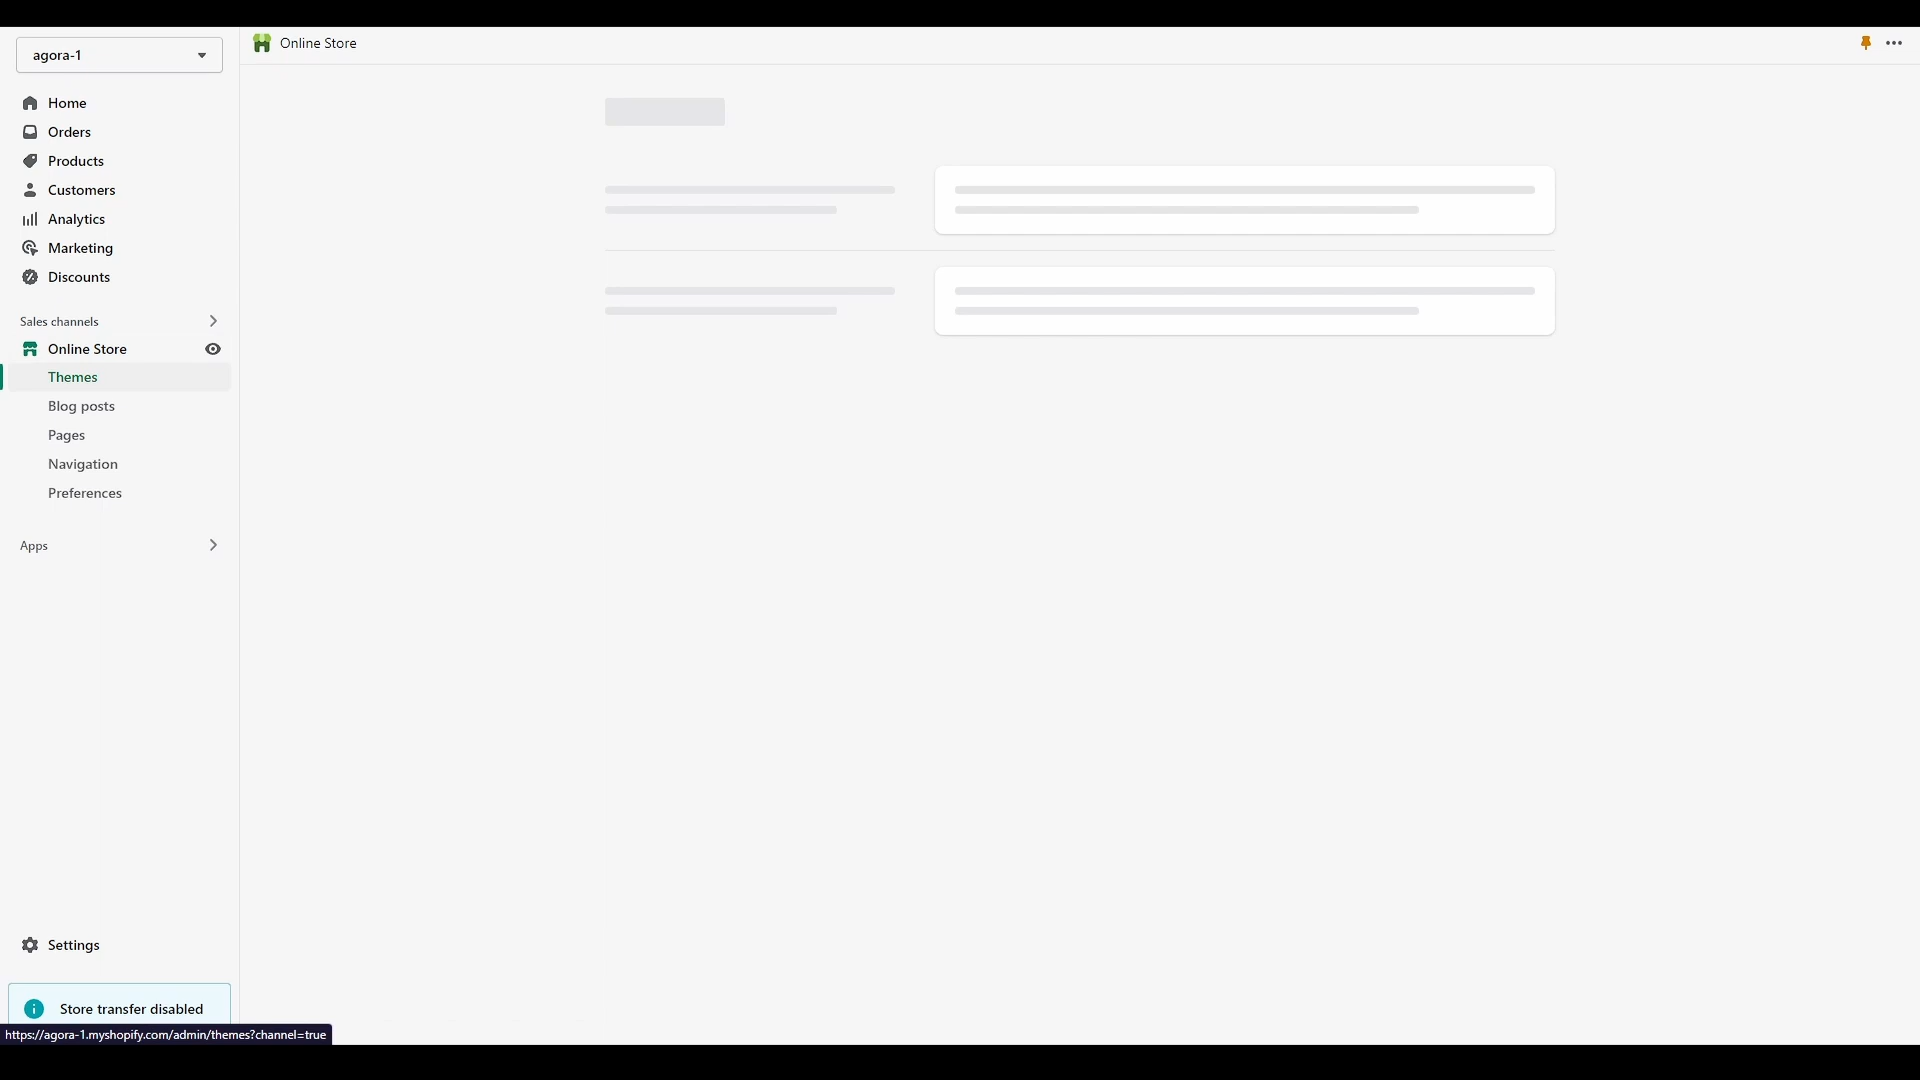 agora-1
Online Store
Home
Orders
Products
Customers
Analytics
Marketing
Discounts
Sales channels
Online Store
Themes
Blog posts
Pages
Navigation
Preferences
Apps
Settings
Store transfer disabled
https://agora-1.myshopify.com/admin/themes?channel=true